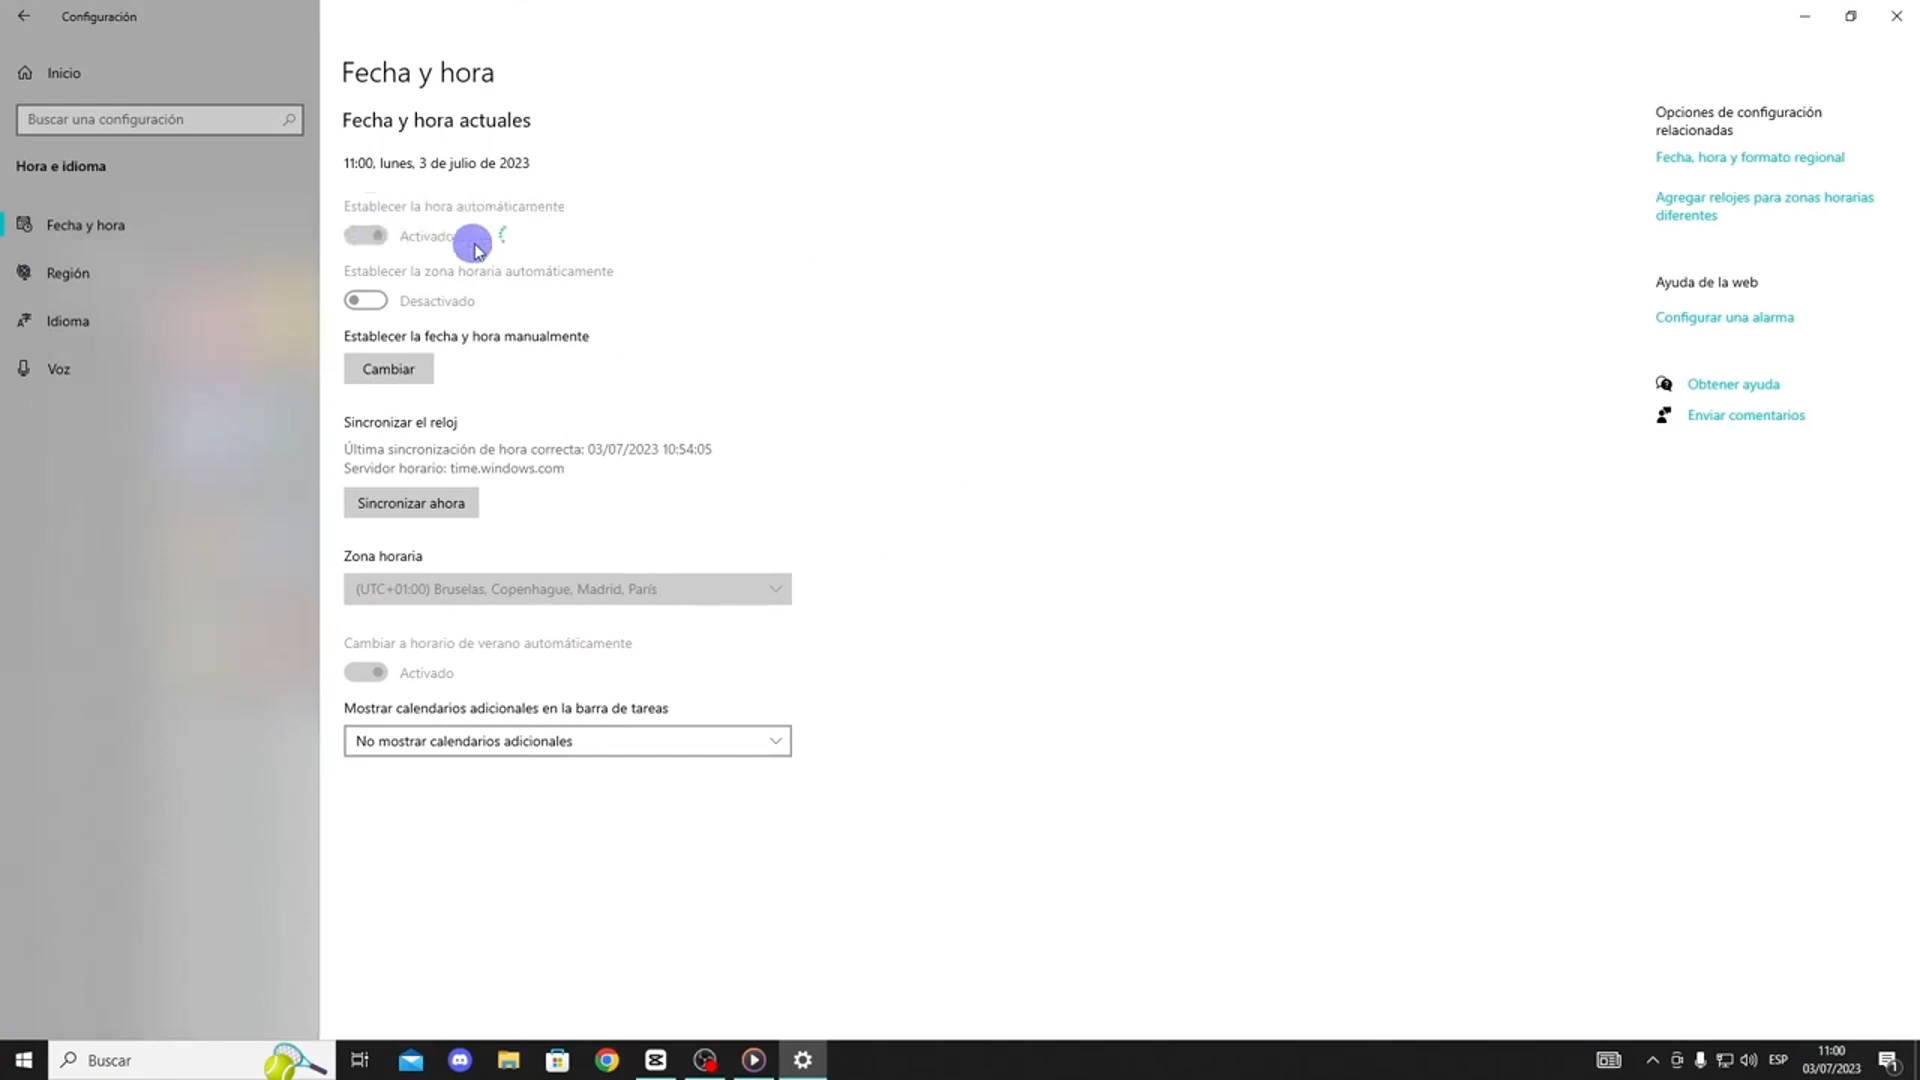 Configuración
Inicio
Buscar una configuración
Hora e idioma
Fecha y hora
Región
Idioma
Voz
Fecha y hora
Fecha y hora actuales
11:00, lunes, 3 de julio de 2023
Establecer la hora automáticamente
Activado
Establecer la zona horaria automáticamente
Desactivado
Establecer la fecha y hora manualmente
Cambiar
Sincronizar el reloj
Última sincronización de hora correcta: 03/07/2023 10:54:05
Servidor horario: time.windows.com
Sincronizar ahora
Zona horaria
(UTC+01:00) Bruselas, Copenhague, Madrid, París
Cambiar a horario de verano automáticamente
Activado
Mostrar calendarios adicionales en la barra de tareas
No mostrar calendarios adicionales
Opciones de configuración
relacionadas
Fecha, hora y formato regional
Agregar relojes para zonas horarias
diferentes
Ayuda de la web
Configurar una alarma
Obtener ayuda
Enviar comentarios
Buscar
ESP
11:00
03/07/2023
1